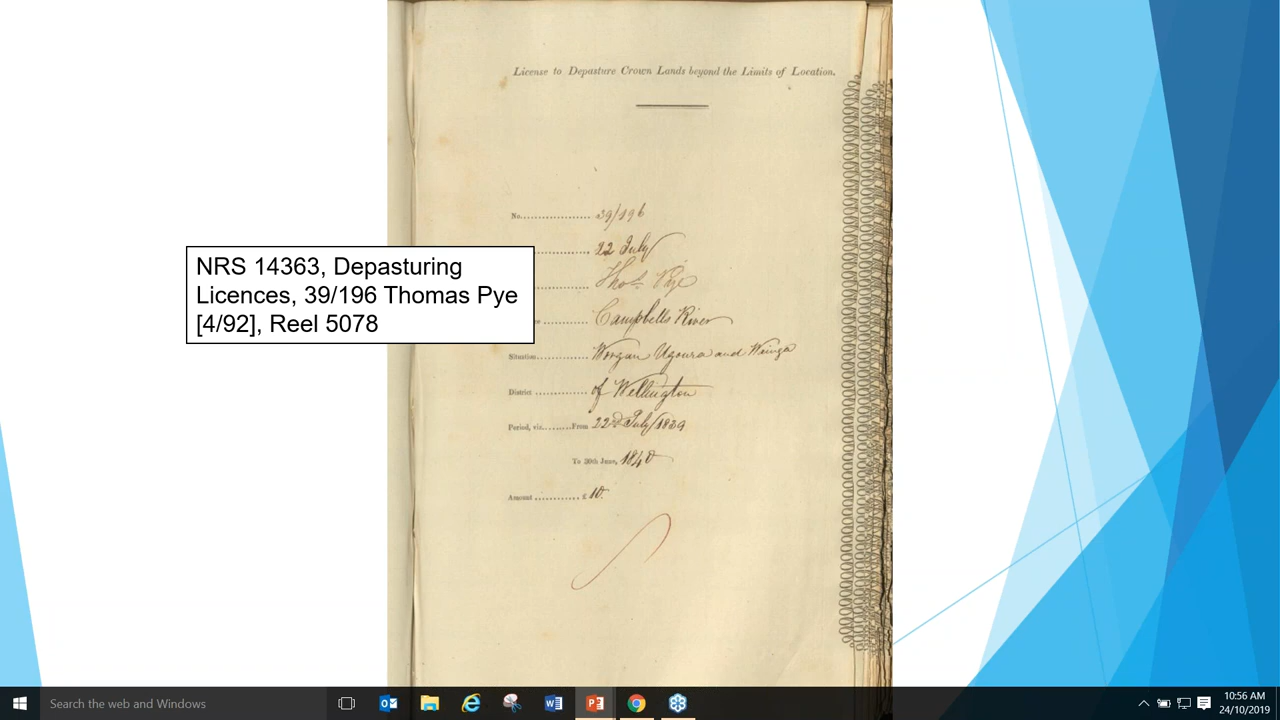 License to Depasture Crown Lands beyond the Limits of Location.
No. 39/196
22 July
Thos. Pye
Campbells River
Situation Worgan Ugoura and Wainga
District of Wellington
Period, viz. From 22nd July 1839
To 30th June, 1840
Amount £ 10.
NRS 14363, Depasturing
Licences, 39/196 Thomas Pye
[4/92], Reel 5078
Search the web and Windows
10:56 AM
24/10/2019